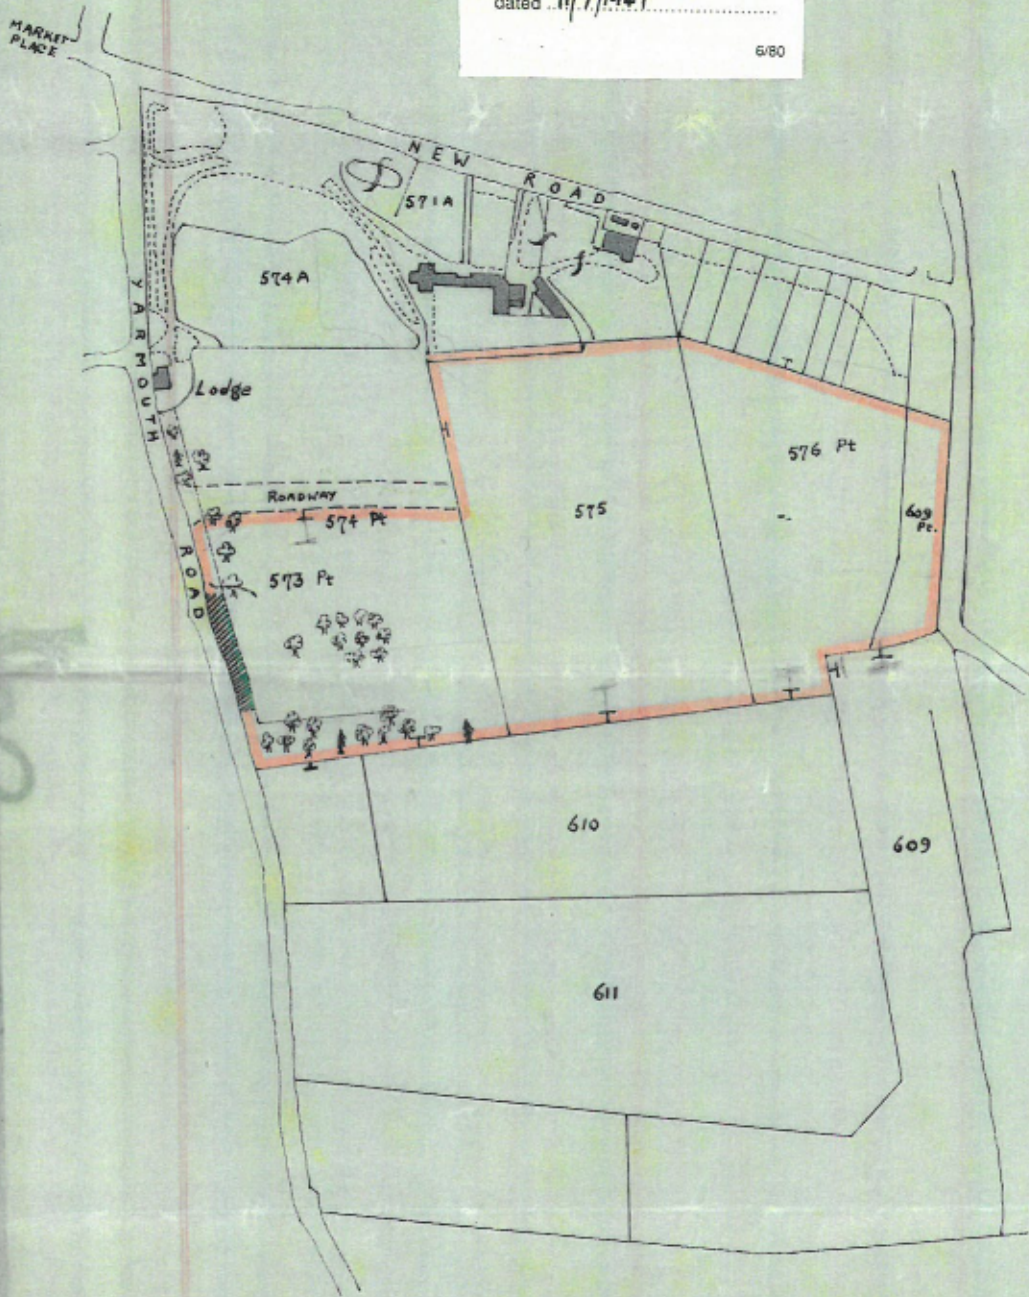 dated
6/80
MARKET
PLACE
NEW ROAD
571A
574A
YARMOUTH
Lodge
ROADWAY
574 Pt
573 Pt
ROAD
575
576 Pt
609
Pt.
610
609
611